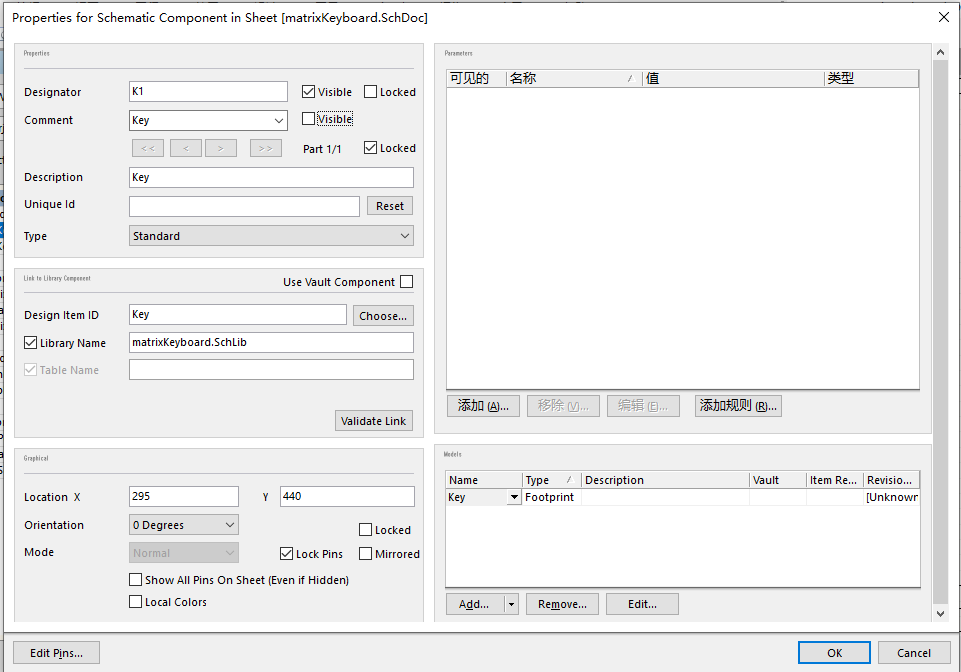 Properties for Schematic Component in Sheet [matrixKeyboard.SchDoc]
Properties
Designator
K1
Visible
Locked
Comment
Key
Visible
<<
<
>
>>
Part 1/1
Locked
Description
Key
Unique Id
Reset
Type
Standard
Link to Library Component
Use Vault Component
Design Item ID
Key
Choose...
Library Name
matrixKeyboard.SchLib
Table Name
Validate Link
Graphical
Location X
295
Y
440
Orientation
0 Degrees
Locked
Mode
Normal
Lock Pins
Mirrored
Show All Pins On Sheet (Even if Hidden)
Local Colors
Parameters
可见的
名称
值
类型
添加 (A)...
移除 (V)...
编辑 (E)...
添加规则 (R)...
Models
Name
Type
Description
Vault
Item Re...
Revisio...
Key
Footprint
[Unknown
Add...
Remove...
Edit...
Edit Pins...
OK
Cancel